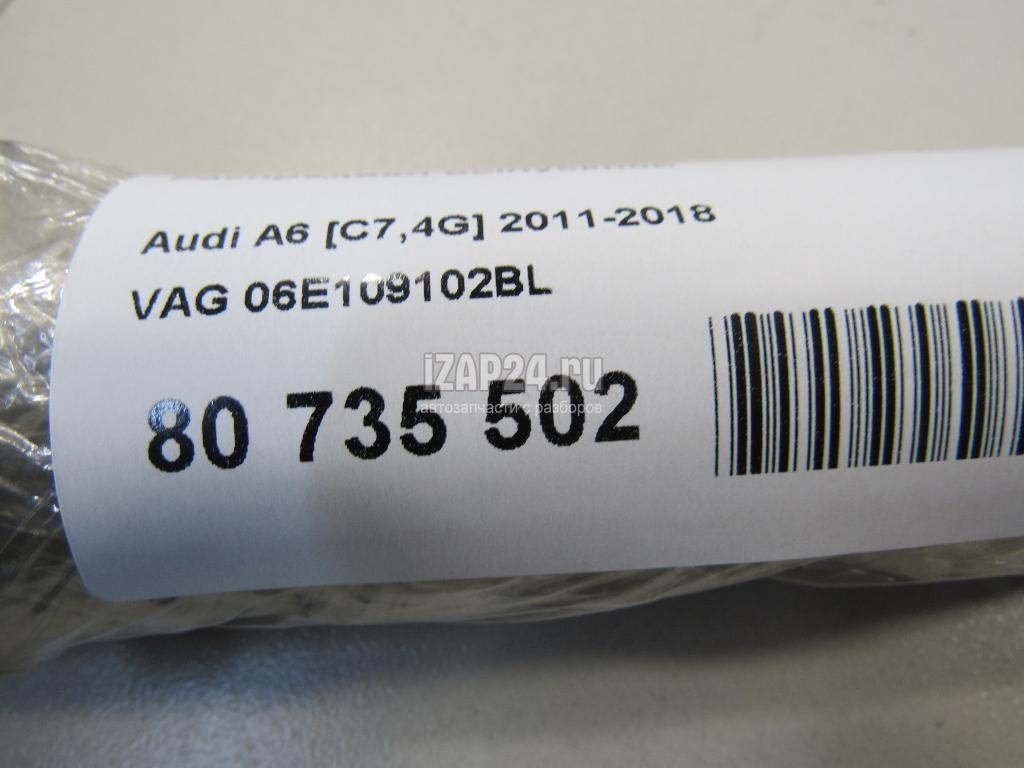 Audi A6 [C7,4G] 2011-2018
VAG 06E109102BL
iZAP24.ru
автозапчасти с разборов
80 735 502